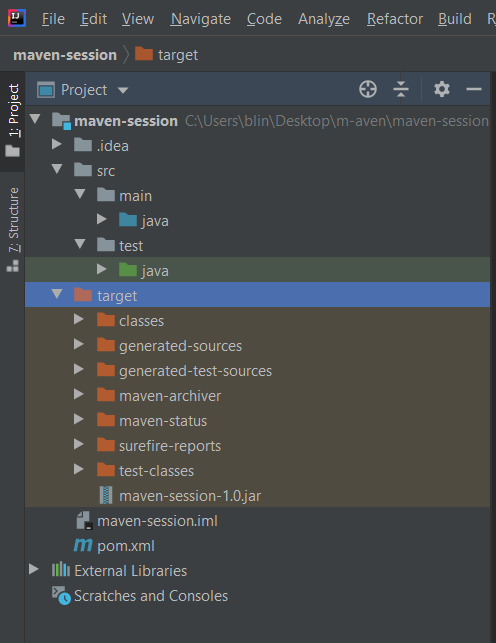 IJ File Edit View Navigate Code Analyze Refactor Build R
maven-session target
1: Project
7: Structure
Project
maven-session C:\Users\blin\Desktop\m-aven\maven-session
.idea
src
main
java
test
java
target
classes
generated-sources
generated-test-sources
maven-archiver
maven-status
surefire-reports
test-classes
maven-session-1.0.jar
maven-session.iml
m pom.xml
External Libraries
Scratches and Consoles